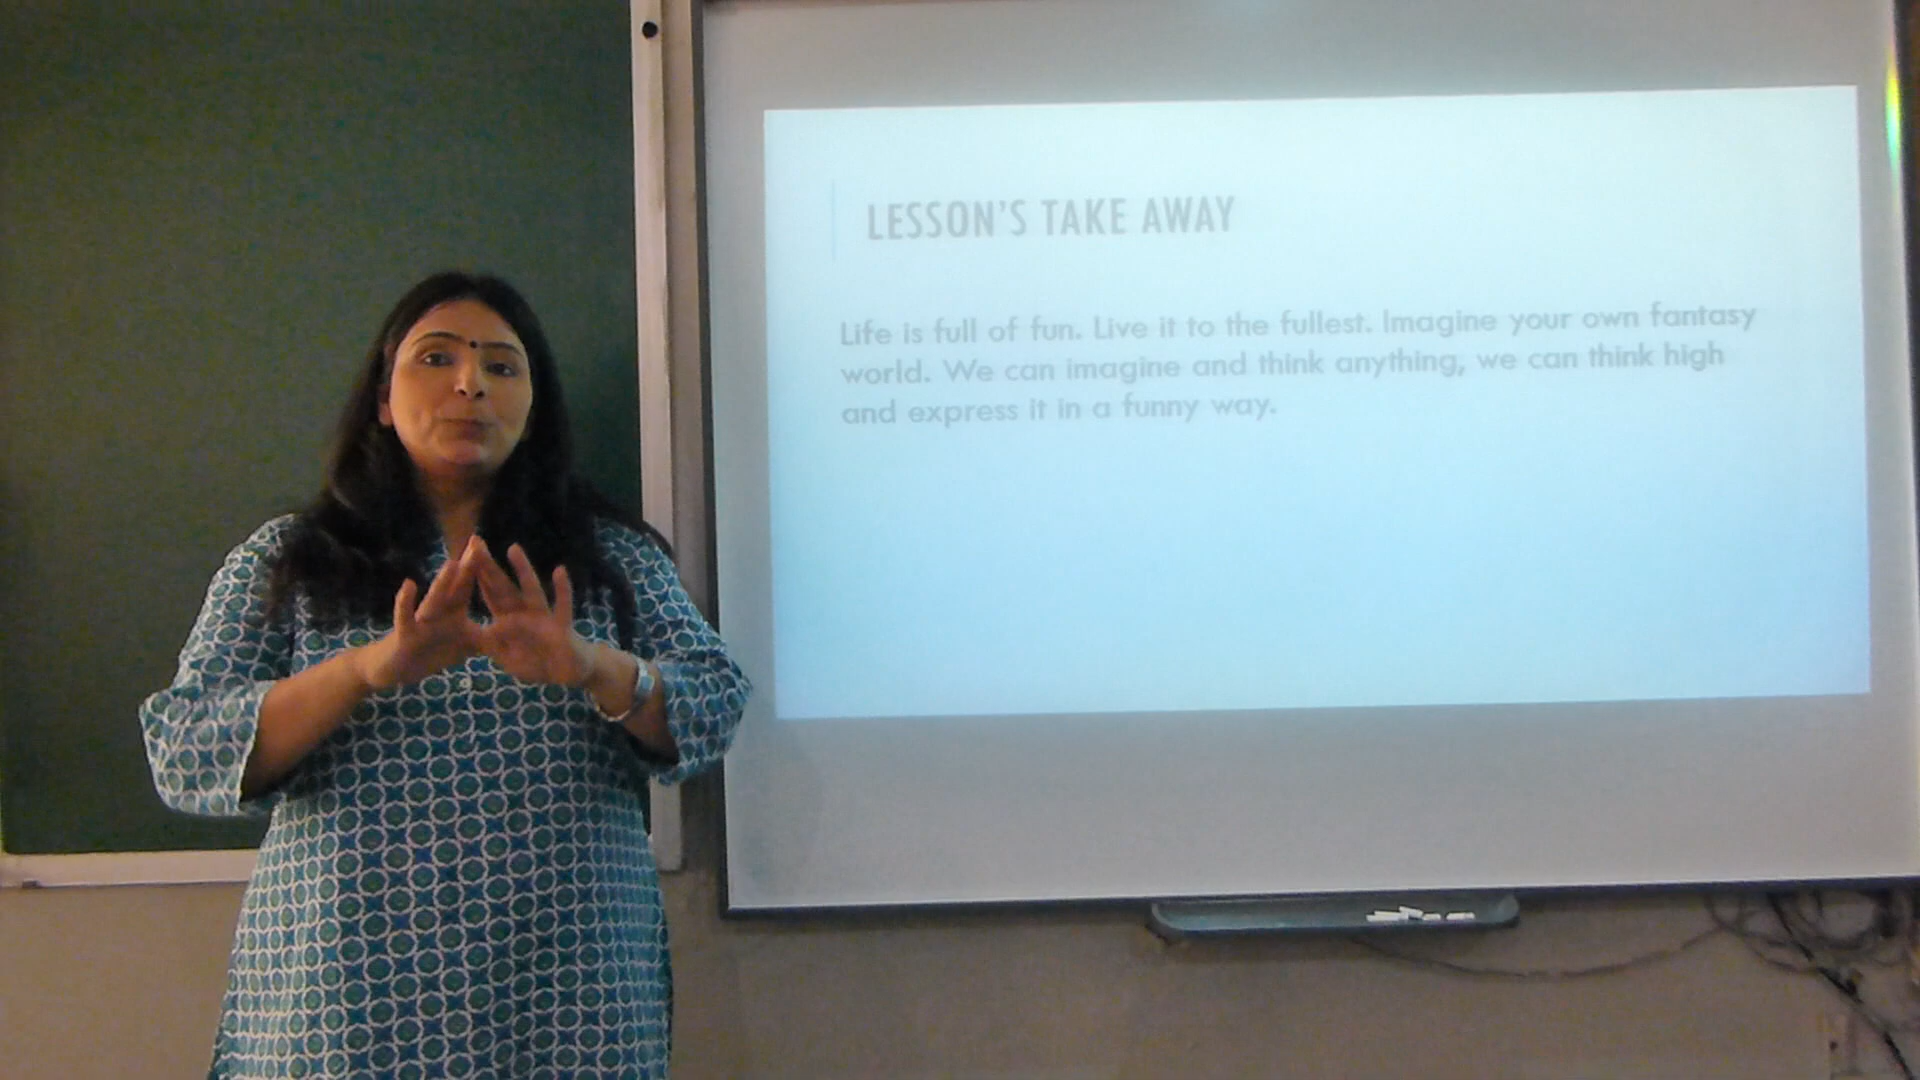 LESSON'S TAKE AWAY
Life is full of fun. Live it to the fullest. Imagine your own fantasy
world. We can imagine and think anything, we can think high
and express it in a funny way.